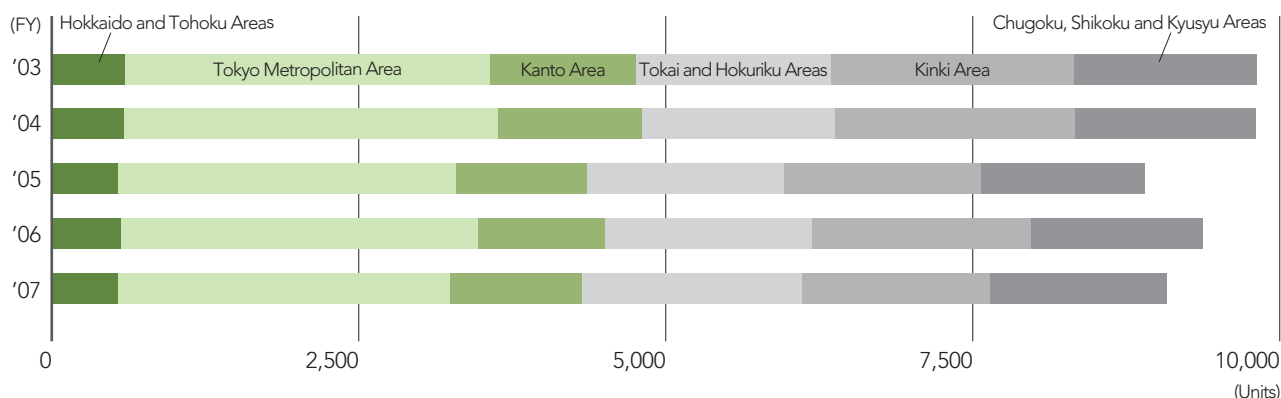 (FY)
Hokkaido and Tohoku Areas
Chugoku, Shikoku and Kyusyu Areas
'03
Tokyo Metropolitan Area
Kanto Area
Tokai and Hokuriku Areas
Kinki Area
'04
'05
'06
'07
0
2,500
5,000
7,500
10,000
(Units)